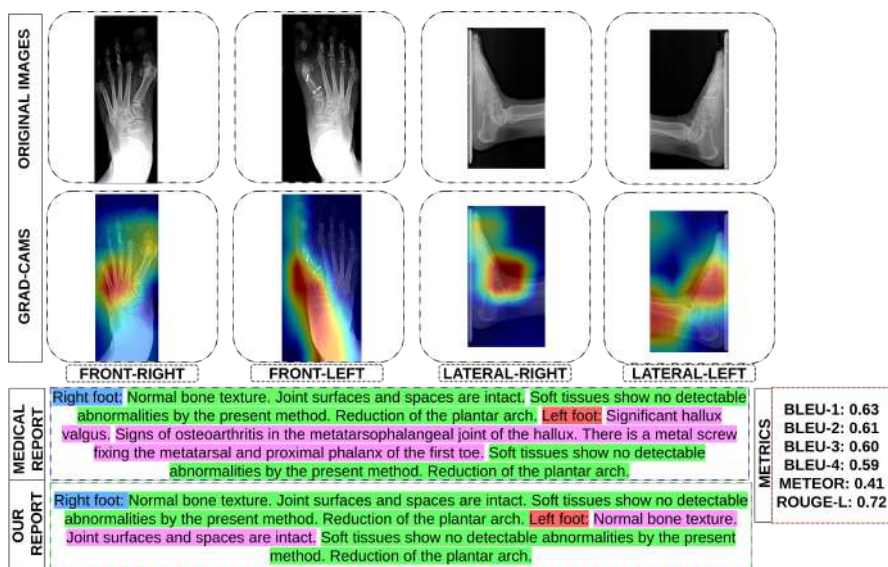 ORIGINAL IMAGES
GRAD-CAMS
FRONT-RIGHT
FRONT-LEFT
LATERAL-RIGHT
LATERAL-LEFT
MEDICAL
REPORT
Right foot: Normal bone texture. Joint surfaces and spaces are intact. Soft tissues show no detectable
abnormalities by the present method. Reduction of the plantar arch. Left foot: Significant hallux
valgus. Signs of osteoarthritis in the metatarsophalangeal joint of the hallux. There is a metal screw
fixing the metatarsal and proximal phalanx of the first toe. Soft tissues show no detectable
abnormalities by the present method. Reduction of the plantar arch.
OUR
REPORT
Right foot: Normal bone texture. Joint surfaces and spaces are intact. Soft tissues show no detectable
abnormalities by the present method. Reduction of the plantar arch. Left foot: Normal bone texture.
Joint surfaces and spaces are intact. Soft tissues show no detectable abnormalities by the present
method. Reduction of the plantar arch.
METRICS
BLEU-1: 0.63
BLEU-2: 0.61
BLEU-3: 0.60
BLEU-4: 0.59
METEOR: 0.41
ROUGE-L: 0.72